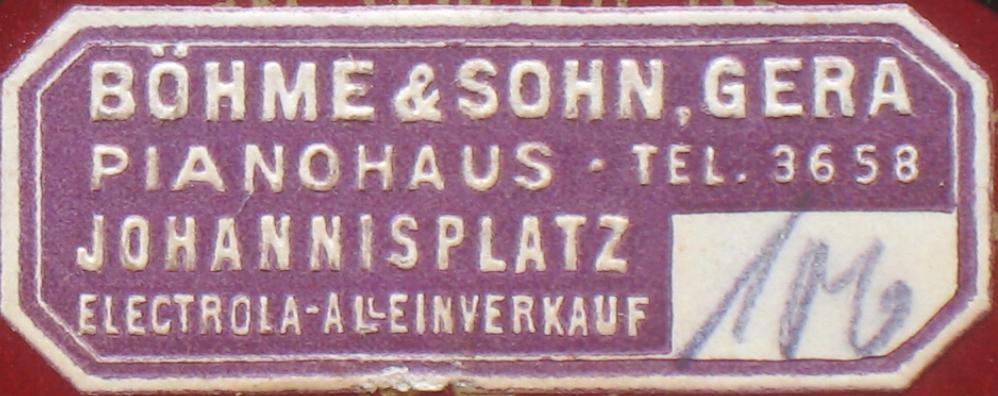 BÖHME & SOHN, GERA
PIANOHAUS · TEL. 3658
JOHANNISPLATZ
ELECTROLA-ALLEINVERKAUF